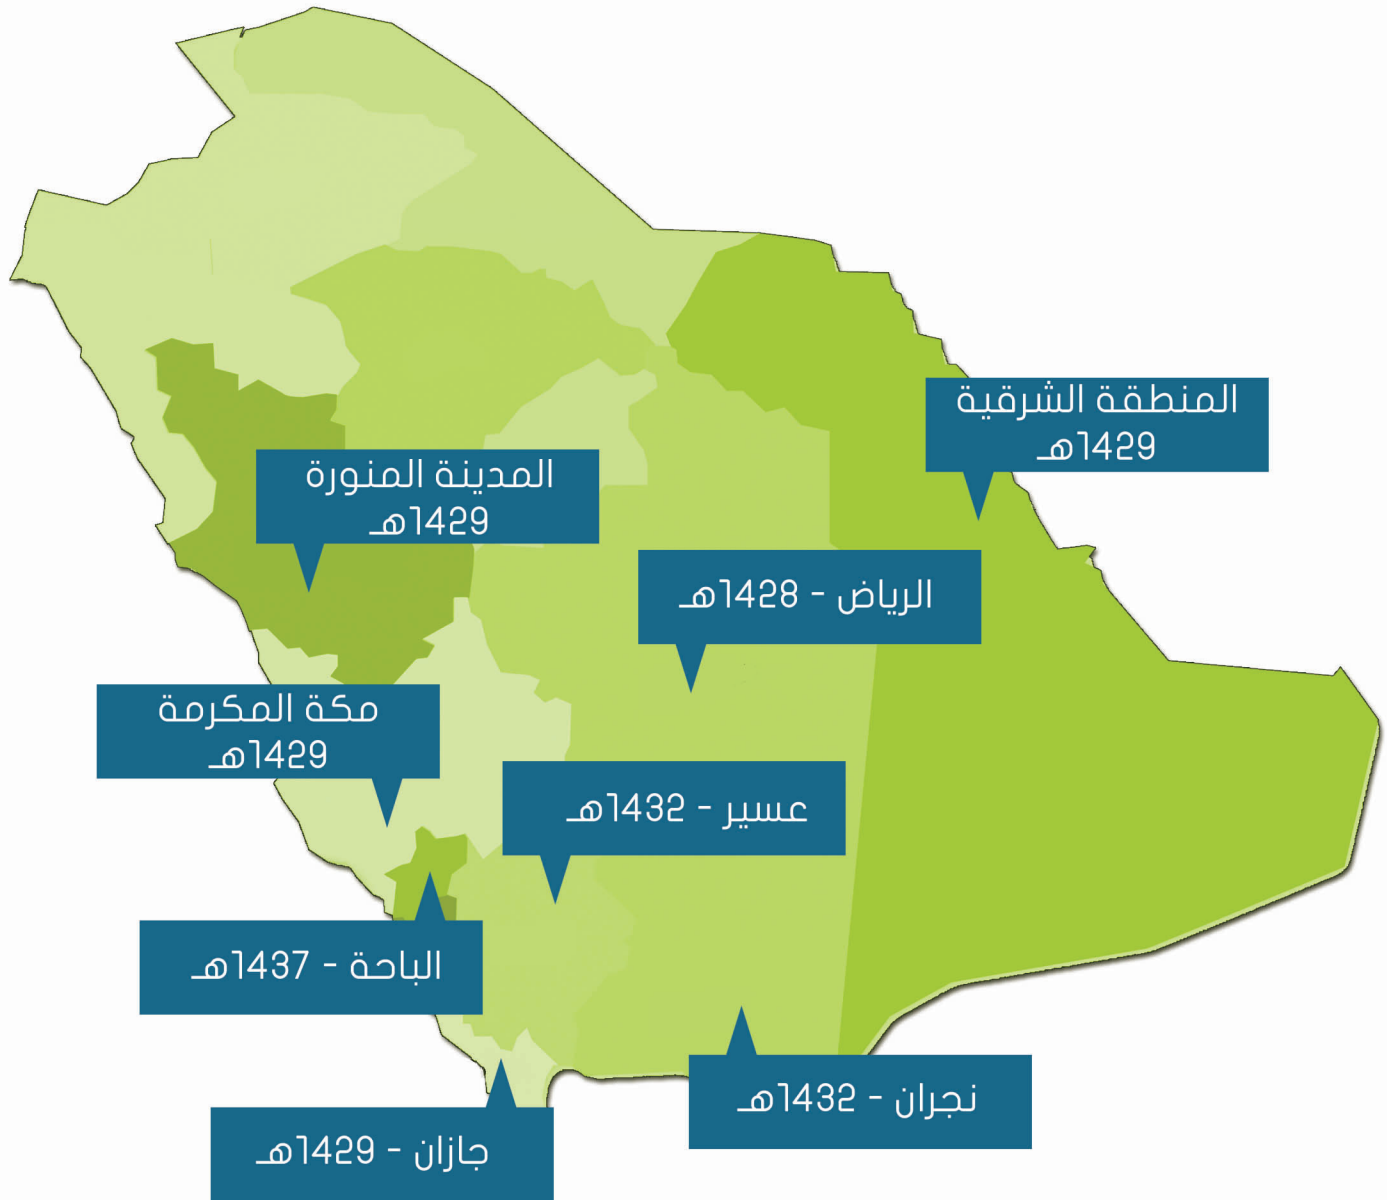 المنطقة الشرقية
1429هـ
المدينة المنورة
1429هـ
الرياض - 1428هـ
مكة المكرمة
1429هـ
عسير - 1432هـ
الباحة - 1437هـ
نجران - 1432هـ
جازان - 1429هـ